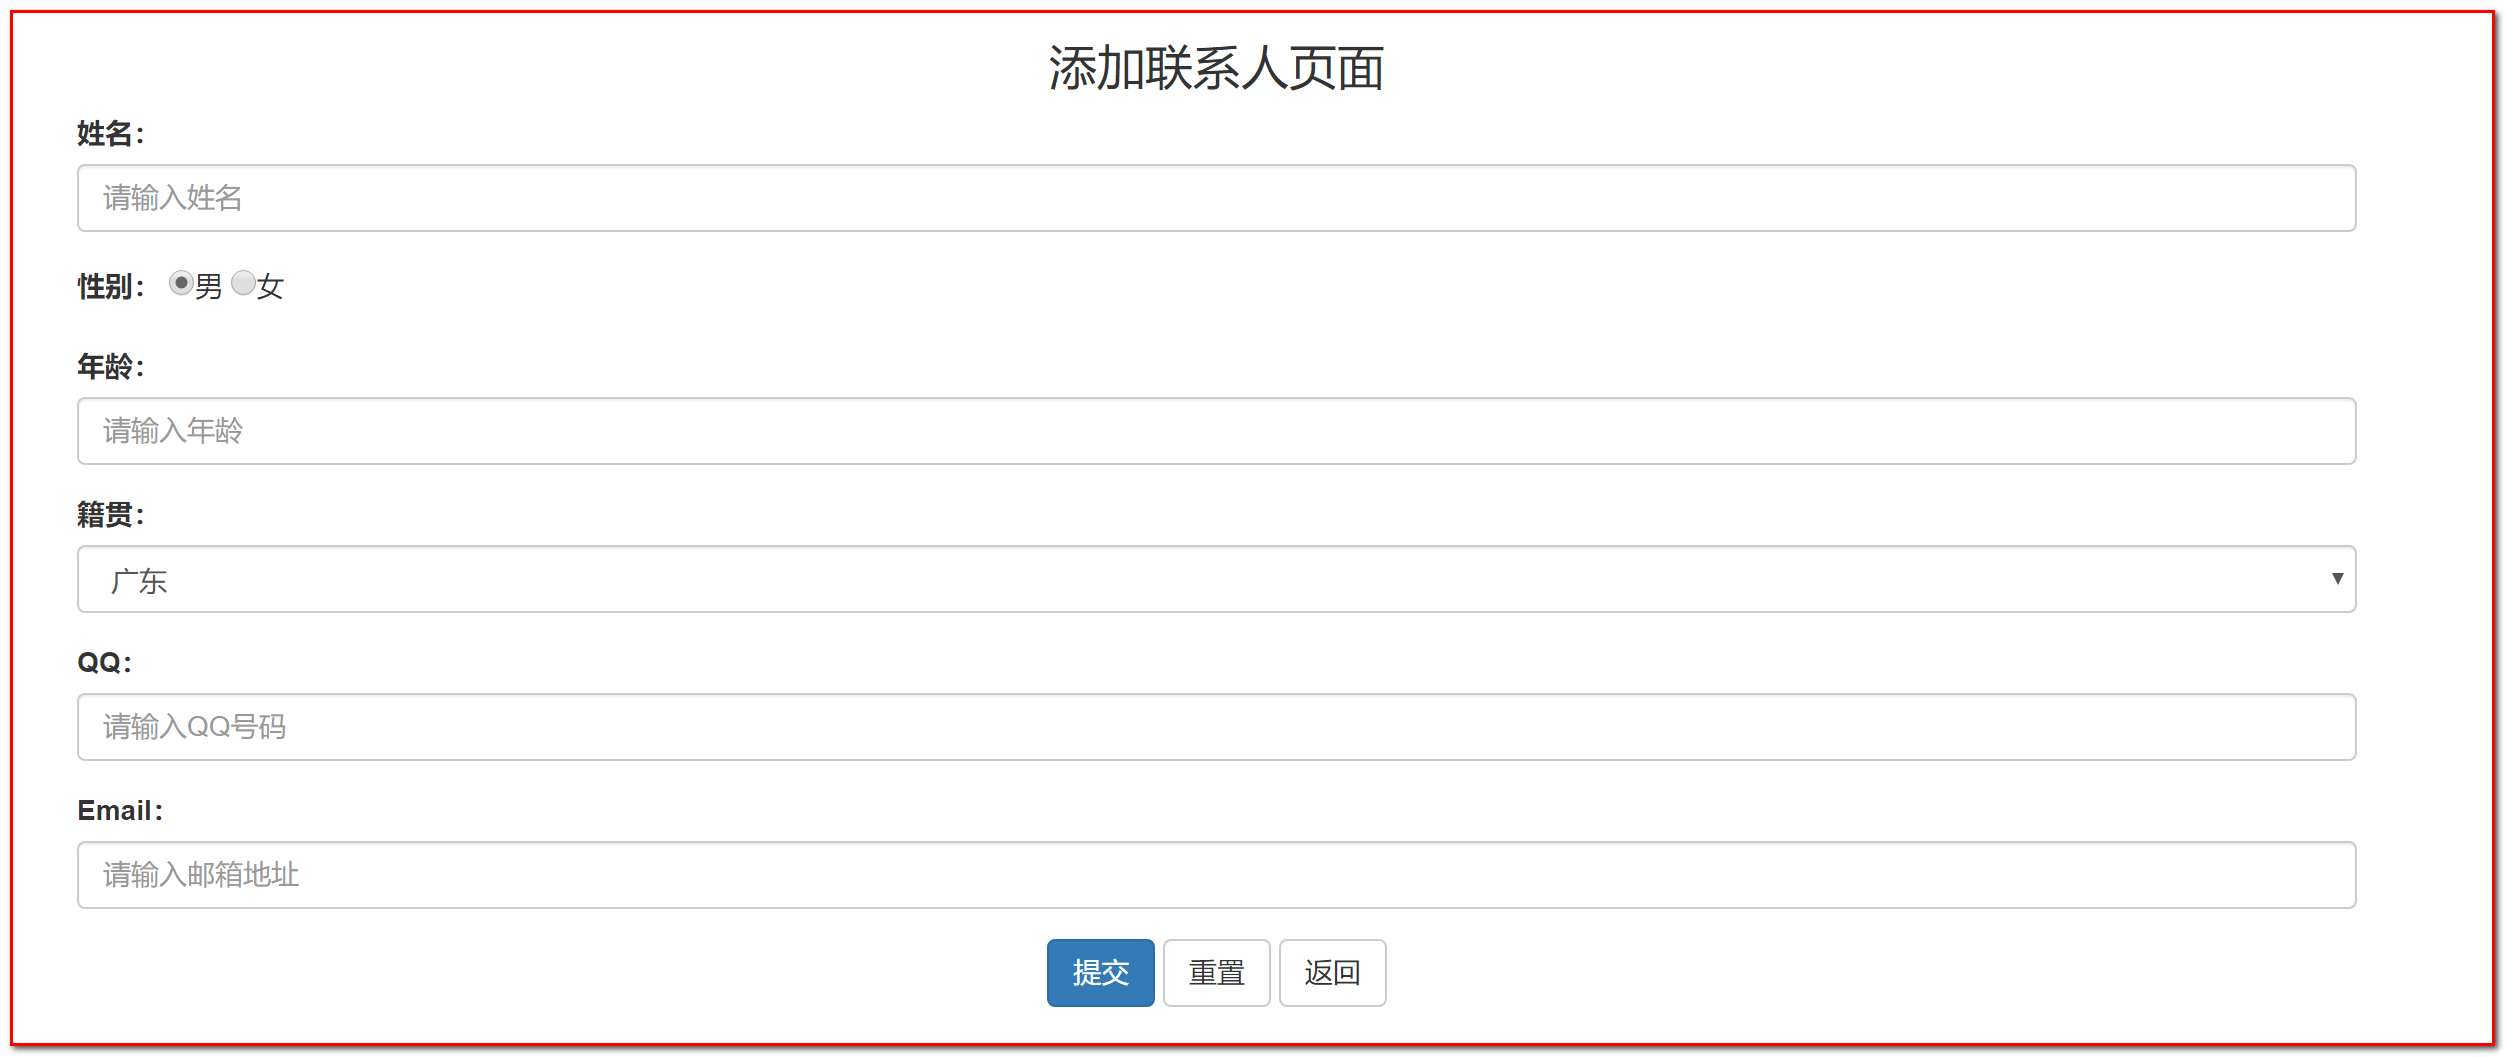 添加联系人页面
姓名：
请输入姓名
性别： 男 女
年龄：
请输入年龄
籍贯：
广东
QQ：
请输入QQ号码
Email：
请输入邮箱地址
提交 重置 返回